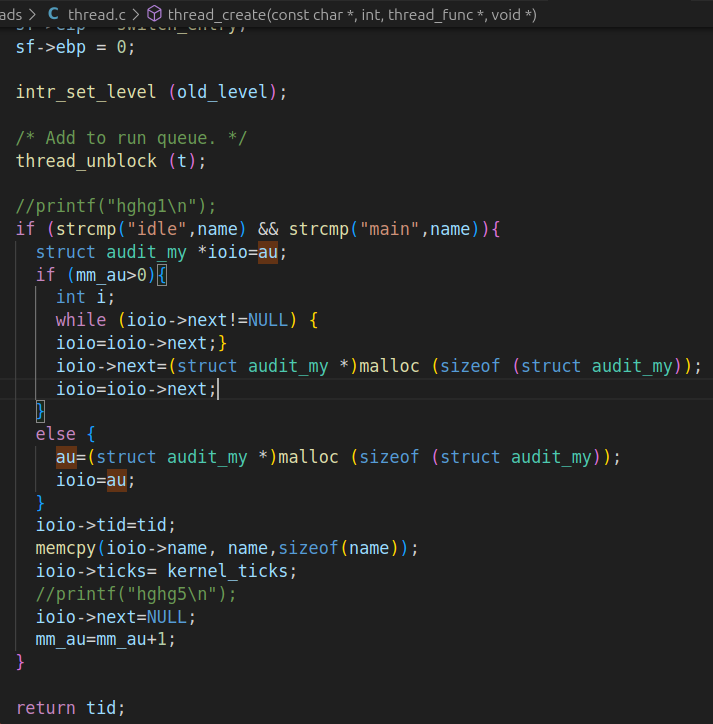 ads > C thread.c > thread_create(const char *, int, thread_func *, void *)
sf->eip = switch_entry;
sf->ebp = 0;
intr_set_level (old_level);
/* Add to run queue. */
thread_unblock (t);
//printf("hghg1\n");
if (strcmp("idle",name) && strcmp("main",name)){
struct audit_my *ioio=au;
if (mm_au>0){
int i;
while (ioio->next!=NULL) {
ioio=ioio->next;}
ioio->next=(struct audit_my *)malloc (sizeof (struct audit_my));
ioio=ioio->next;
}
else {
au=(struct audit_my *)malloc (sizeof (struct audit_my));
ioio=au;
}
ioio->tid=tid;
memcpy(ioio->name, name,sizeof(name));
ioio->ticks= kernel_ticks;
//printf("hghg5\n");
ioio->next=NULL;
mm_au=mm_au+1;
}
return tid;